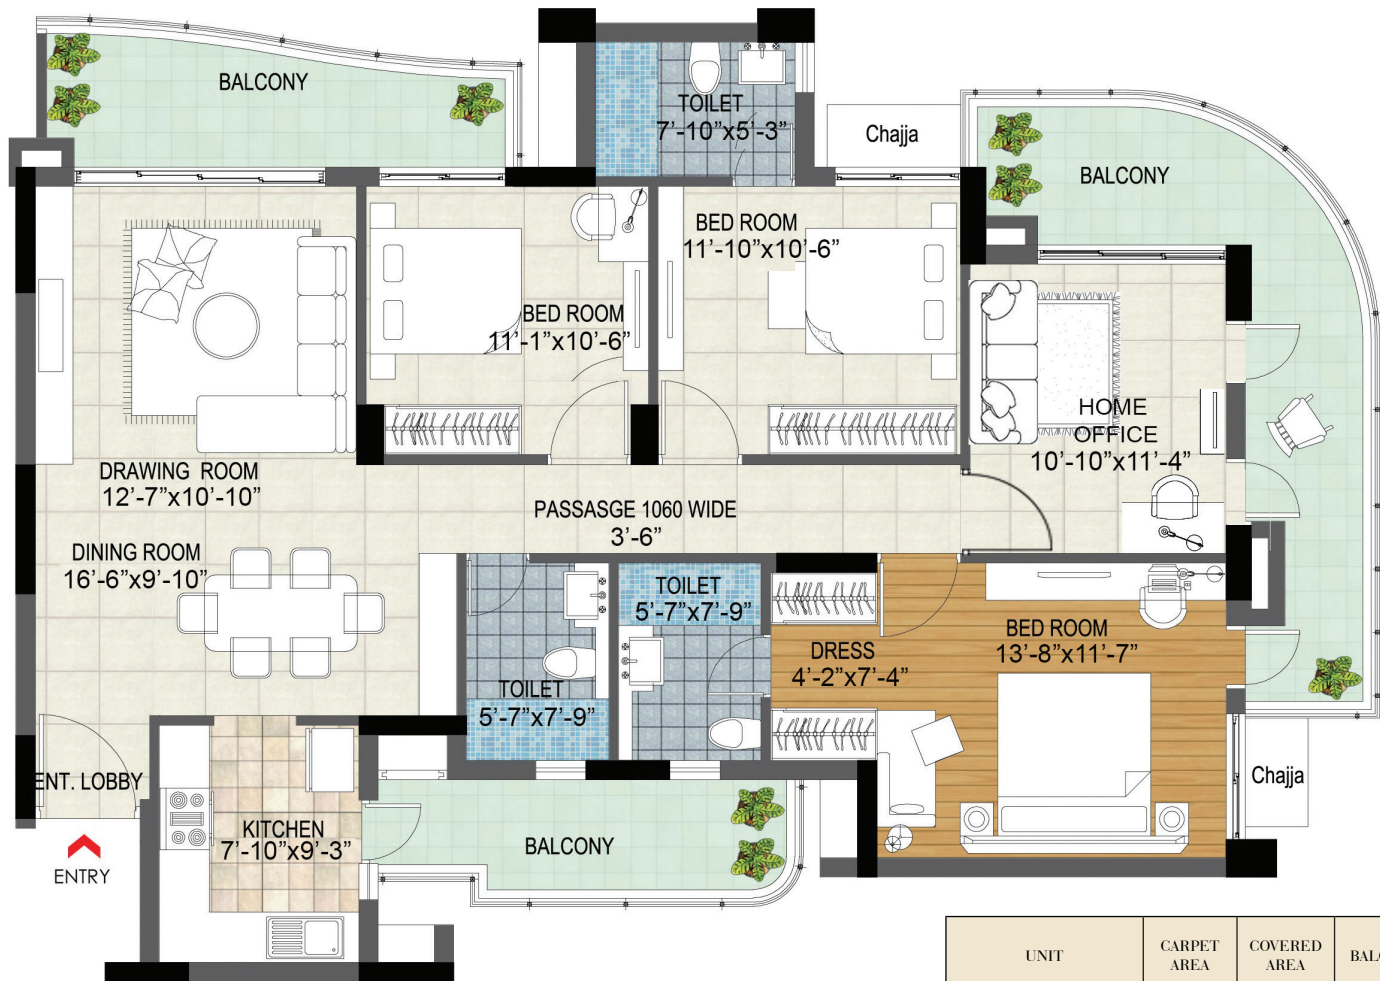 BALCONY
TOILET
7'-10"x5'-3"
Chajja
BALCONY
BED ROOM
11'-10"x10'-6"
BED ROOM
11'-1"x10'-6"
HOME
OFFICE
10'-10"x11'-4"
DRAWING ROOM
12'-7"x10'-10"
PASSASGE 1060 WIDE
3'-6"
DINING ROOM
16'-6"x9'-10"
TOILET
5'-7"x7'-9"
BED ROOM
13'-8"x11'-7"
DRESS
4'-2"x7'-4"
TOILET
5'-7"x7'-9"
ENT. LOBBY
Chajja
KITCHEN
7'-10"x9'-3"
BALCONY
ENTRY
UNIT
CARPET
AREA
COVERED
AREA